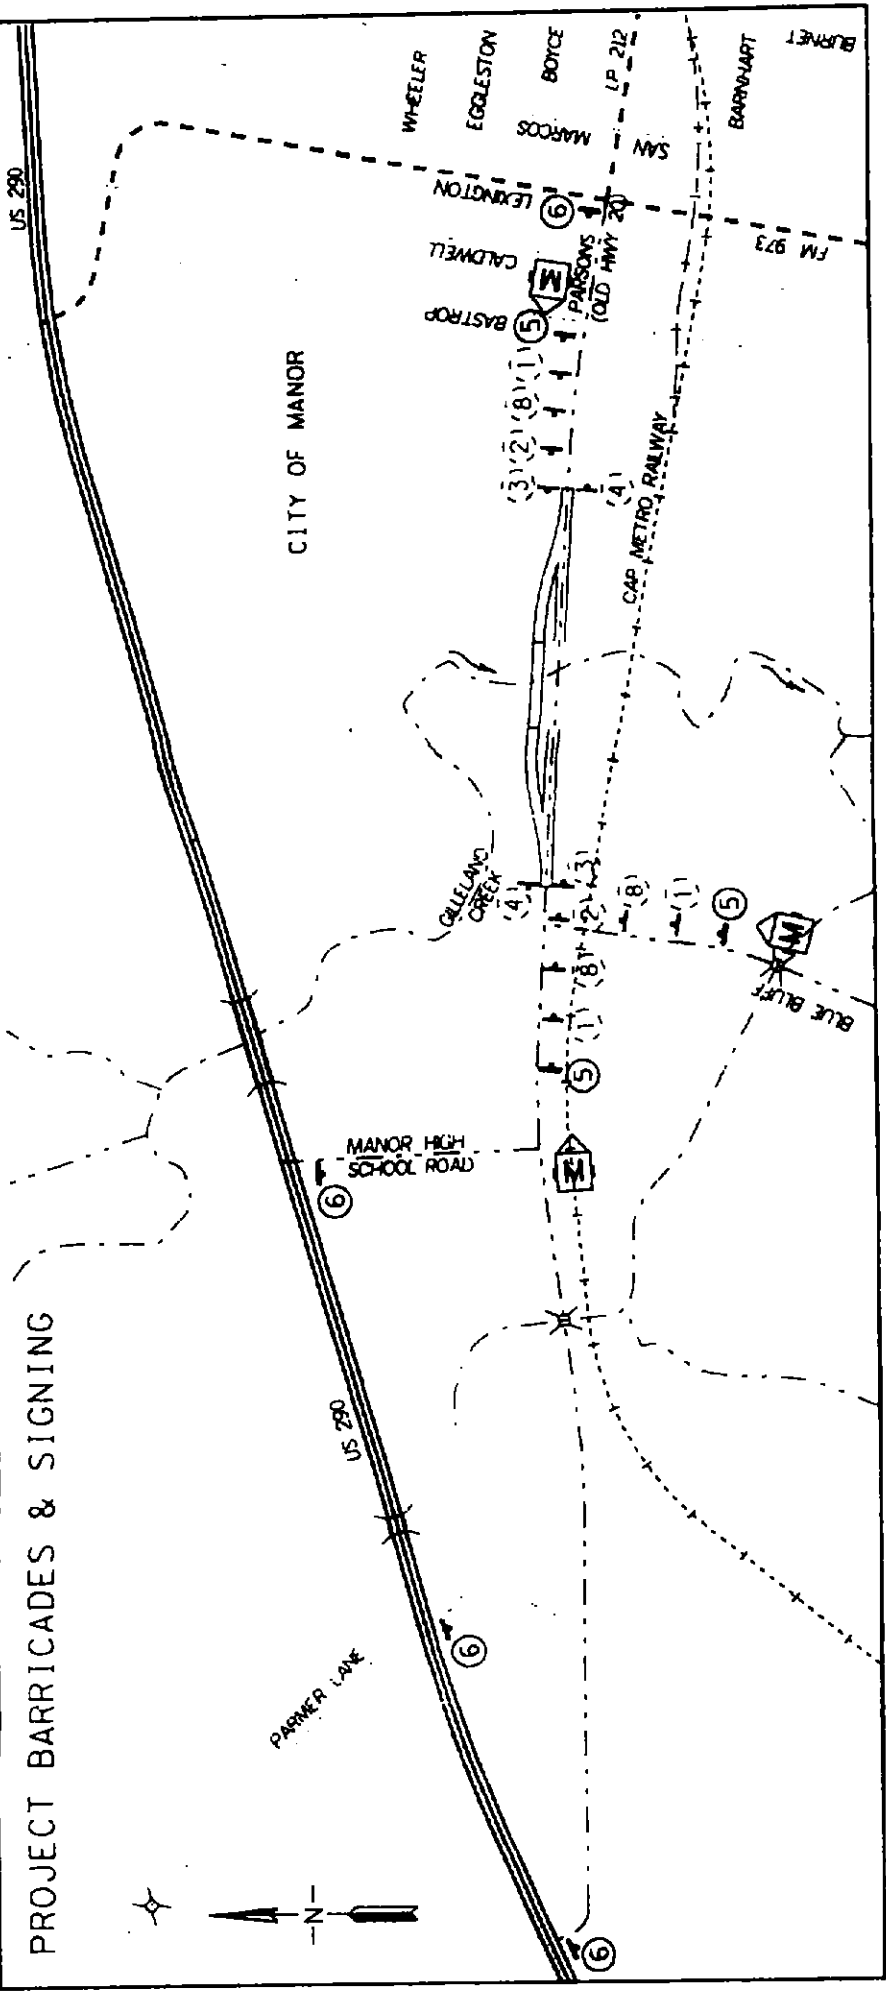 PROJECT BARRICADES & SIGNING
-N-
PARMER LANE
US 290
US 290
CITY OF MANOR
MANOR HIGH
SCHOOL ROAD
GILLELAND
CREEK
BLUE BLUFF
CAP METRO RAILWAY
PARSONS
(OLD HWY 20)
BASTROP
CALDWELL
LEXINGTON
SAN
MARCOS
WHEELER
EGGLESTON
BOYCE
LP 212
BARNHART
BURNET
FM 973
6
6
6
6
5
5
5
M
M
M
(1)
(8)
(2)
(3)
(4)
(8)
(1)
(3)
(2)
(8)
(1)
(4)